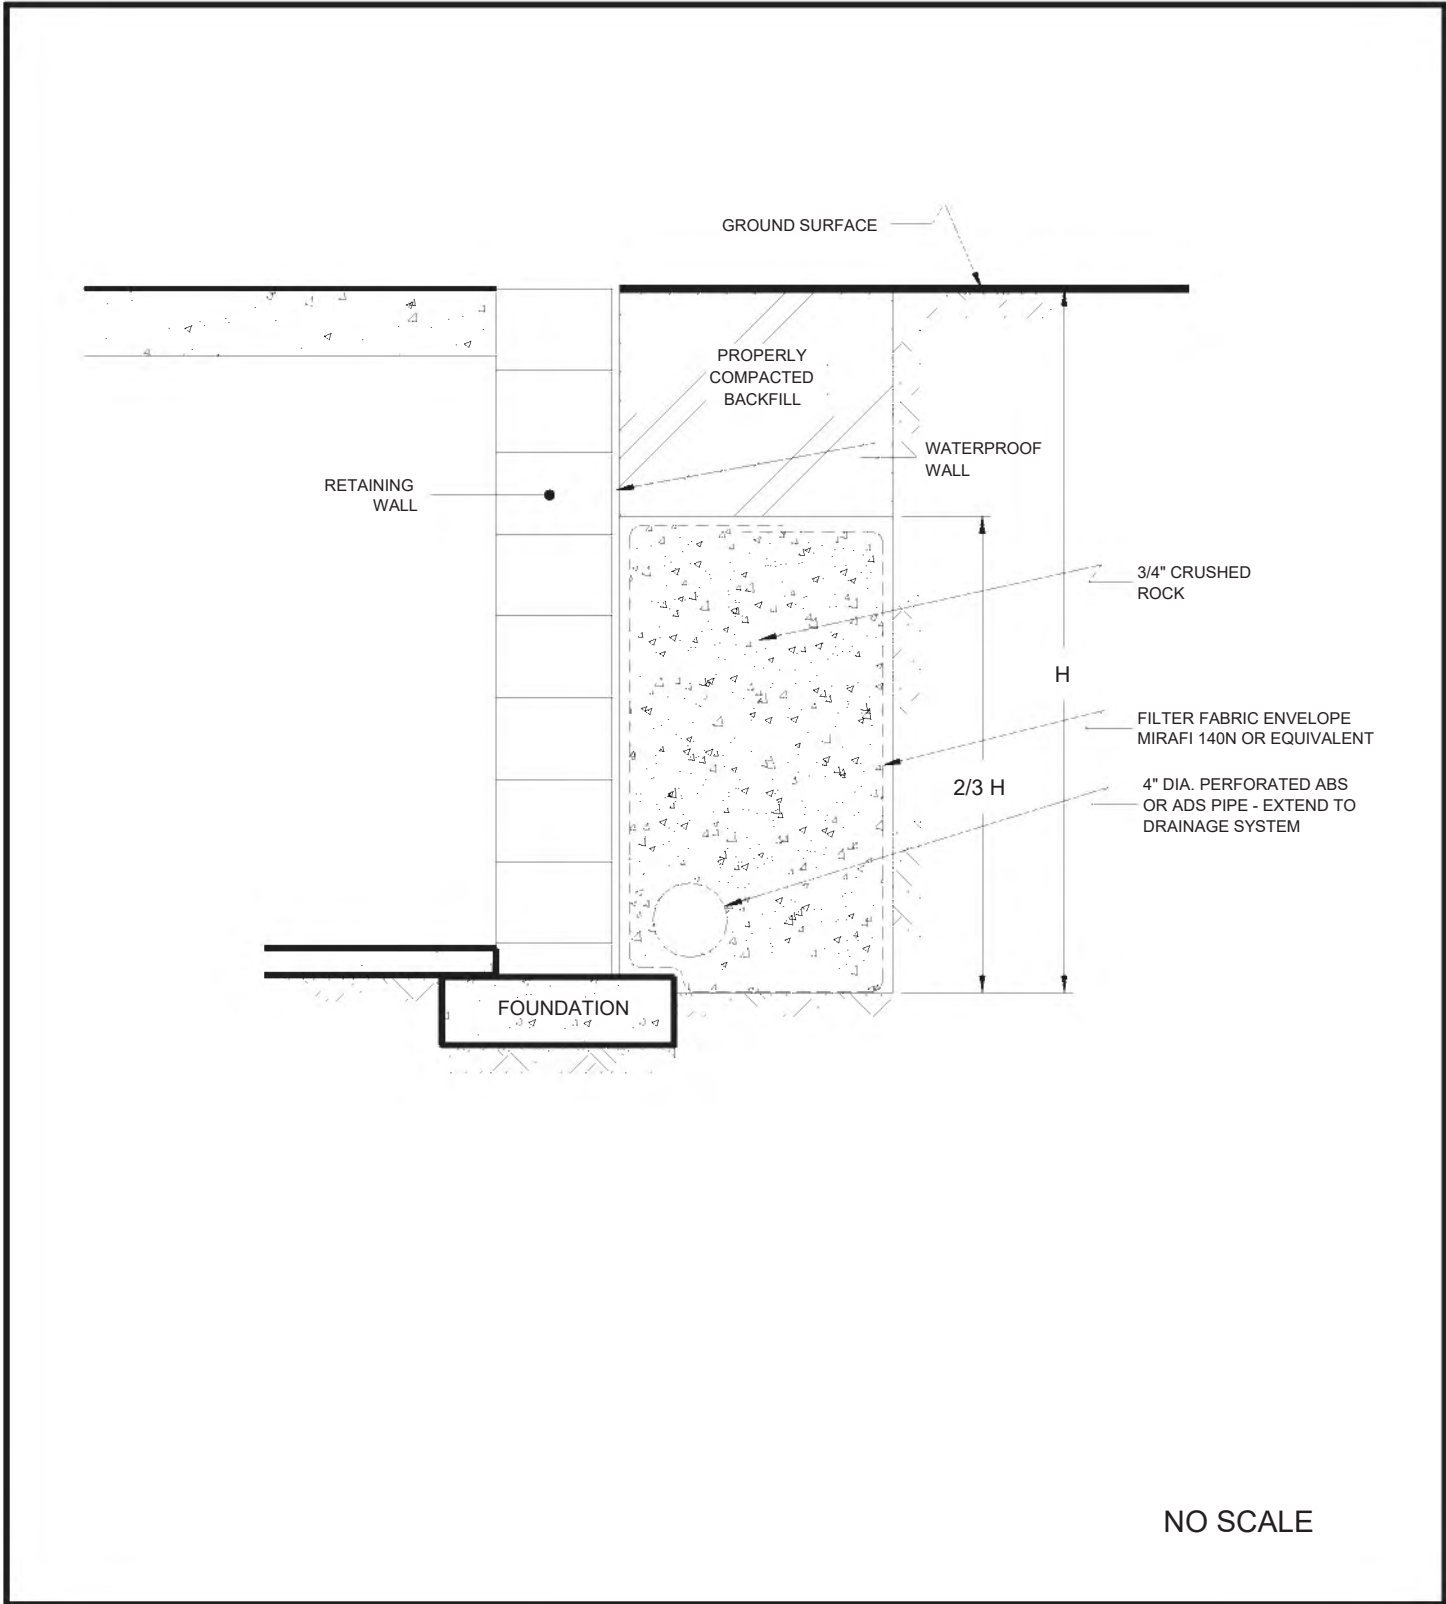 GROUND SURFACE
PROPERLY
COMPACTED
BACKFILL
WATERPROOF
WALL
RETAINING
WALL
3/4" CRUSHED
ROCK
H
FILTER FABRIC ENVELOPE
MIRAFI 140N OR EQUIVALENT
2/3 H
4" DIA. PERFORATED ABS
OR ADS PIPE - EXTEND TO
DRAINAGE SYSTEM
FOUNDATION
NO SCALE